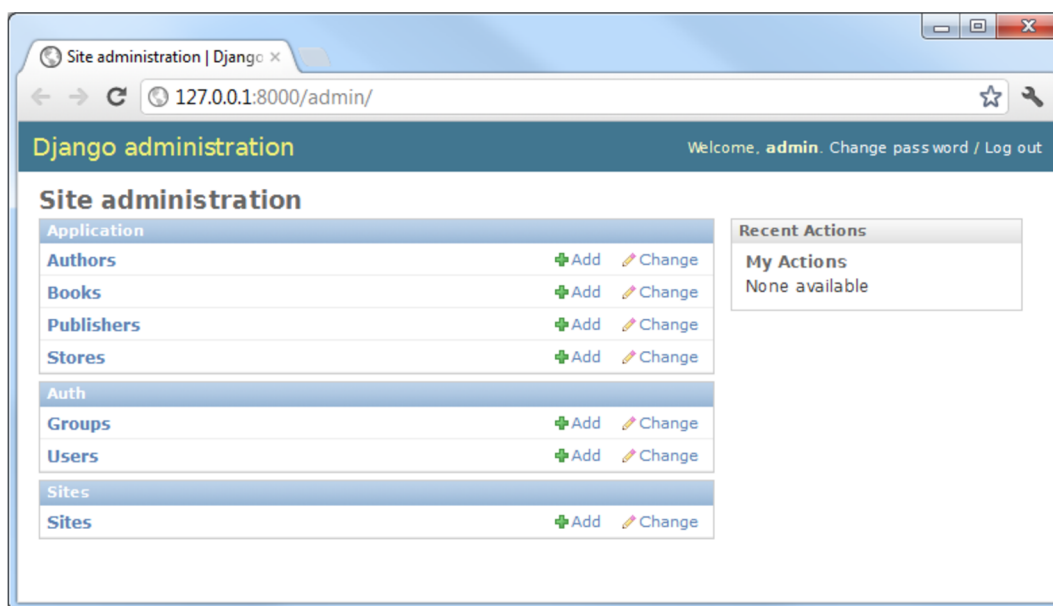 Site administration | Django
127.0.0.1:8000/admin/
Django administration
Welcome, admin. Change password / Log out
Site administration
Application
Authors Add Change
Books Add Change
Publishers Add Change
Stores Add Change
Auth
Groups Add Change
Users Add Change
Sites
Sites Add Change
Recent Actions
My Actions
None available